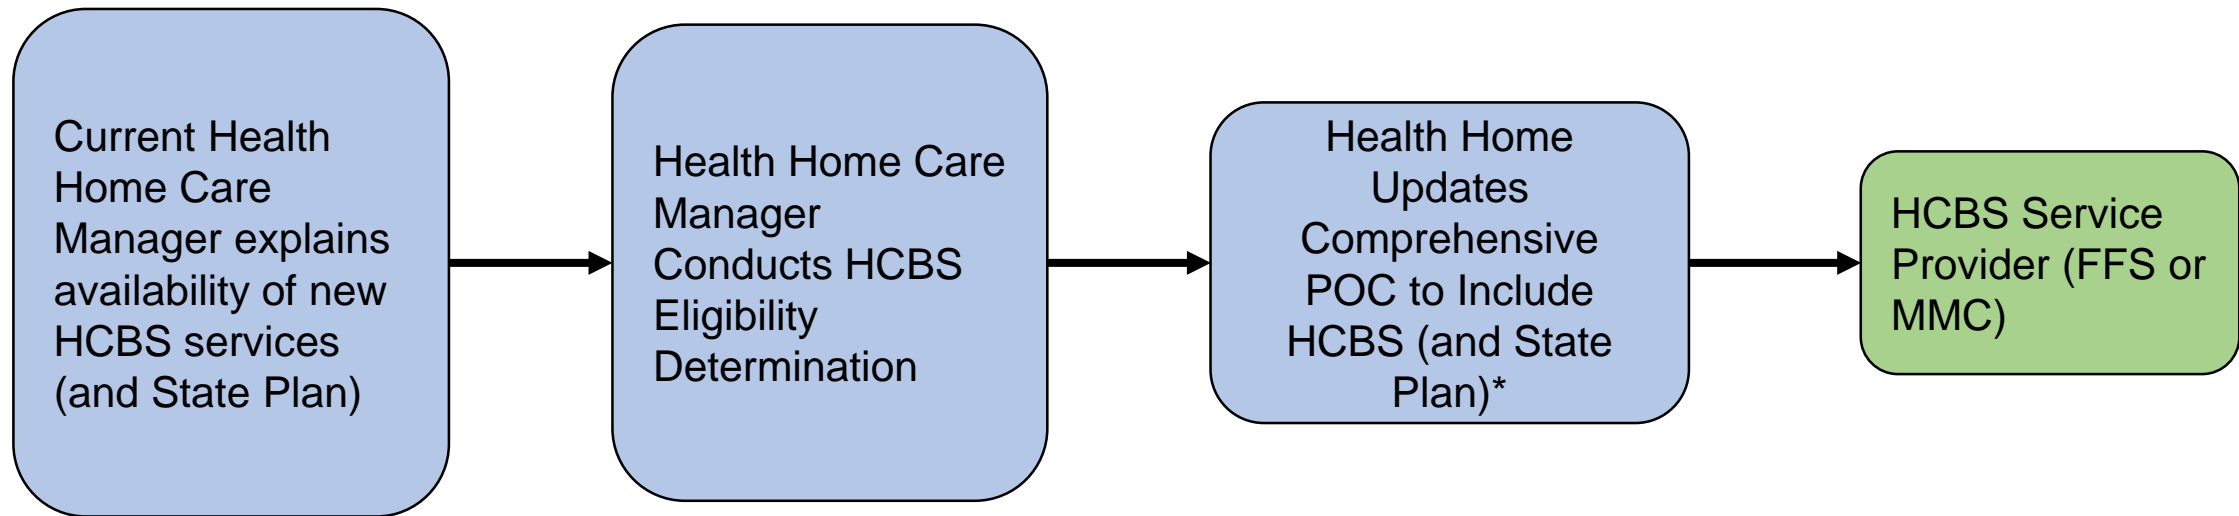 Current Health
Home Care
Manager explains
availability of new
HCBS services
(and State Plan)
Health Home Care
Manager
Conducts HCBS
Eligibility
Determination
Health Home
Updates
Comprehensive
POC to Include
HCBS (and State
Plan)*
HCBS Service
Provider (FFS or
MMC)